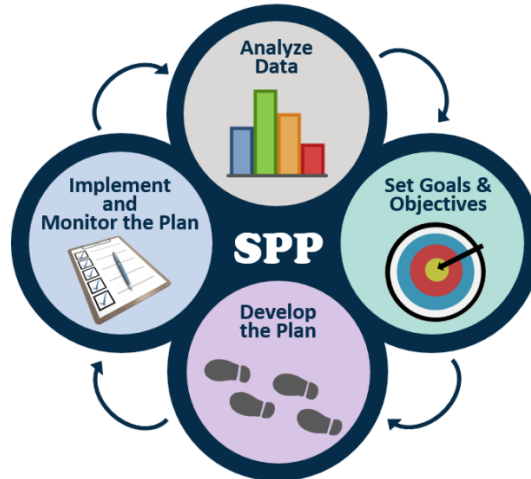 Analyze
Data
Set Goals &
Objectives
Develop
the Plan
Implement
and
Monitor the Plan
SPP